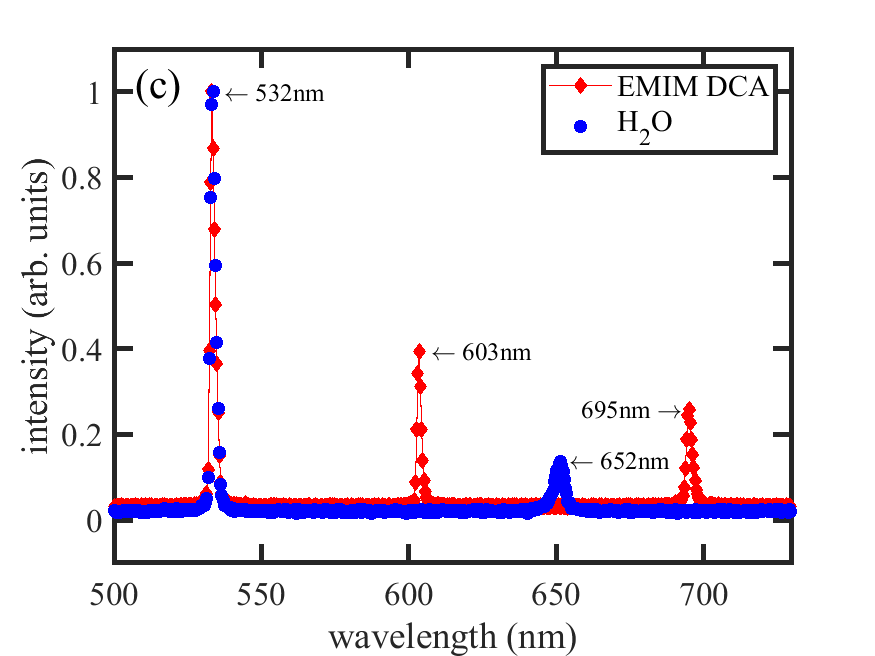 (c)
←532nm
EMIM DCA
H₂O
1
0.8
0.6
0.4
0.2
0
←603nm
695nm→
←652nm
intensity (arb. units)
500
550
600
650
700
wavelength (nm)